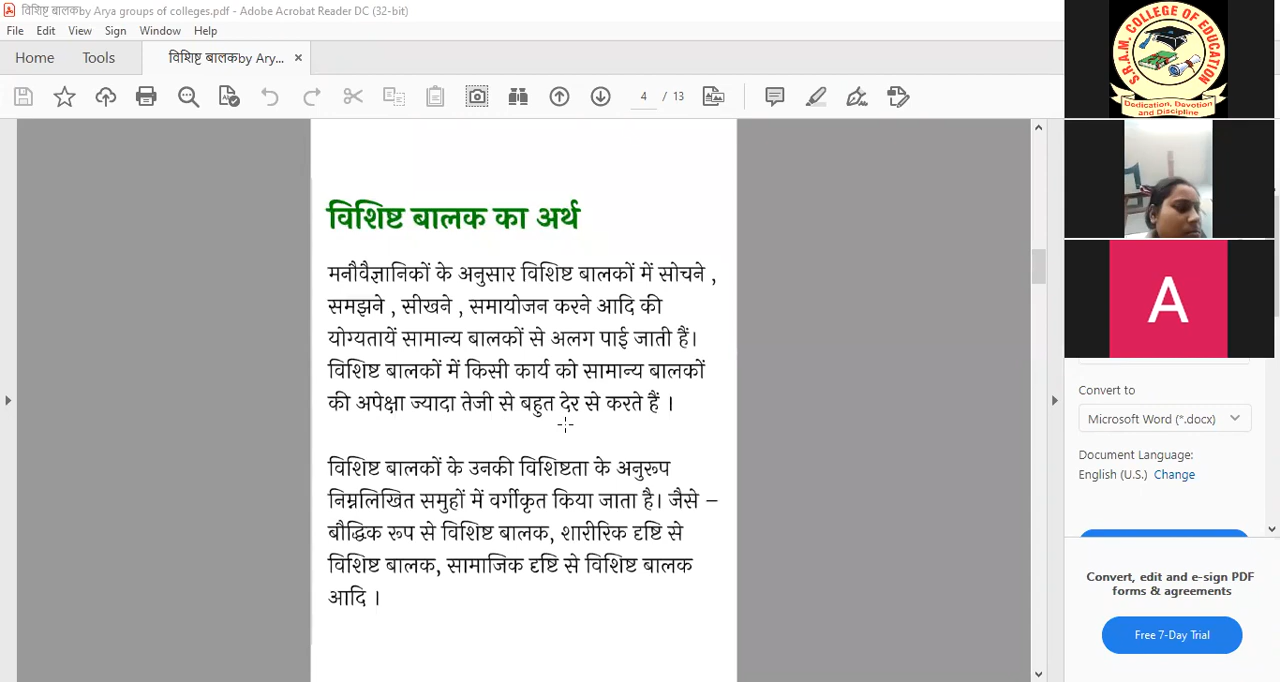 विशिष्ट बालकby Arya groups of colleges.pdf - Adobe Acrobat Reader DC (32-bit)
File Edit View Sign Window Help
Home Tools विशिष्ट बालकby Ary... ×
4 / 13
विशिष्ट बालक का अर्थ
मनौवैज्ञानिकों के अनुसार विशिष्ट बालकों में सोचने ,
समझने , सीखने , समायोजन करने आदि की
योग्यतायें सामान्य बालकों से अलग पाई जाती हैं।
विशिष्ट बालकों में किसी कार्य को सामान्य बालकों
की अपेक्षा ज्यादा तेजी से बहुत देर से करते हैं ।
विशिष्ट बालकों के उनकी विशिष्टता के अनुरूप
निम्नलिखित समुहों में वर्गीकृत किया जाता है। जैसे –
बौद्धिक रूप से विशिष्ट बालक, शारीरिक दृष्टि से
विशिष्ट बालक, सामाजिक दृष्टि से विशिष्ट बालक
आदि ।
S.R.A.M. COLLEGE OF EDUCATION
Dedication, Devotion
and Discipline
A
Convert to
Microsoft Word (*.docx)
Document Language:
English (U.S.) Change
Convert, edit and e-sign PDF
forms & agreements
Free 7-Day Trial